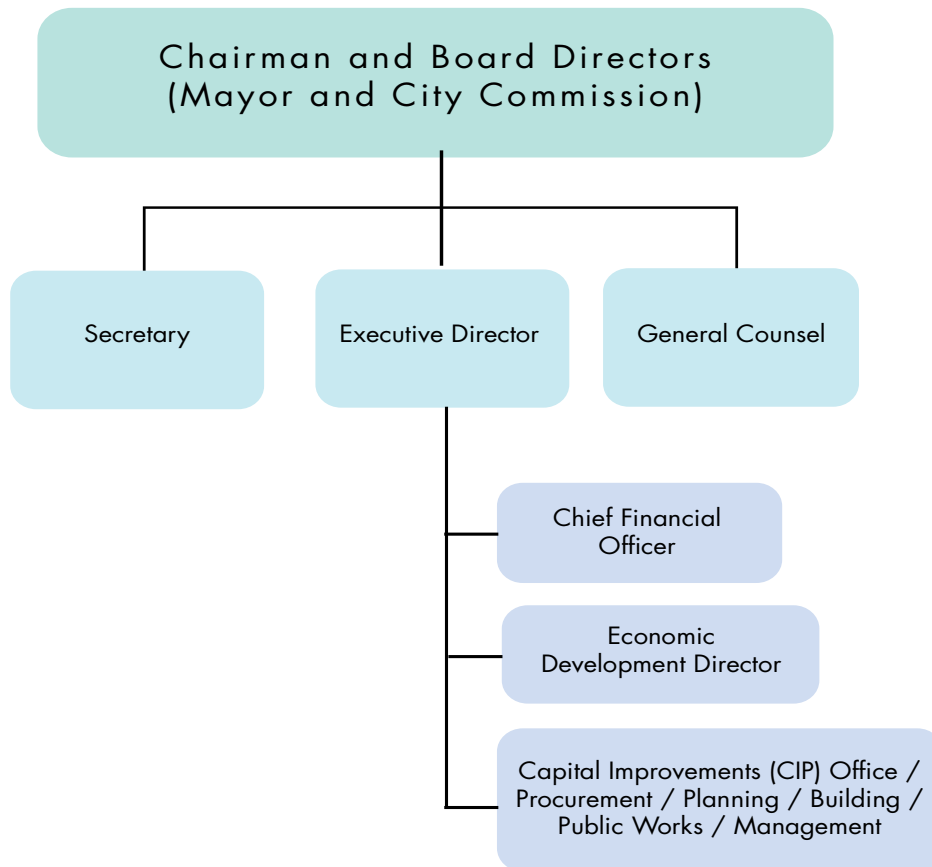 Chairman and Board Directors
(Mayor and City Commission)
Secretary
Executive Director
General Counsel
Chief Financial
Officer
Economic
Development Director
Capital Improvements (CIP) Office /
Procurement / Planning / Building /
Public Works / Management